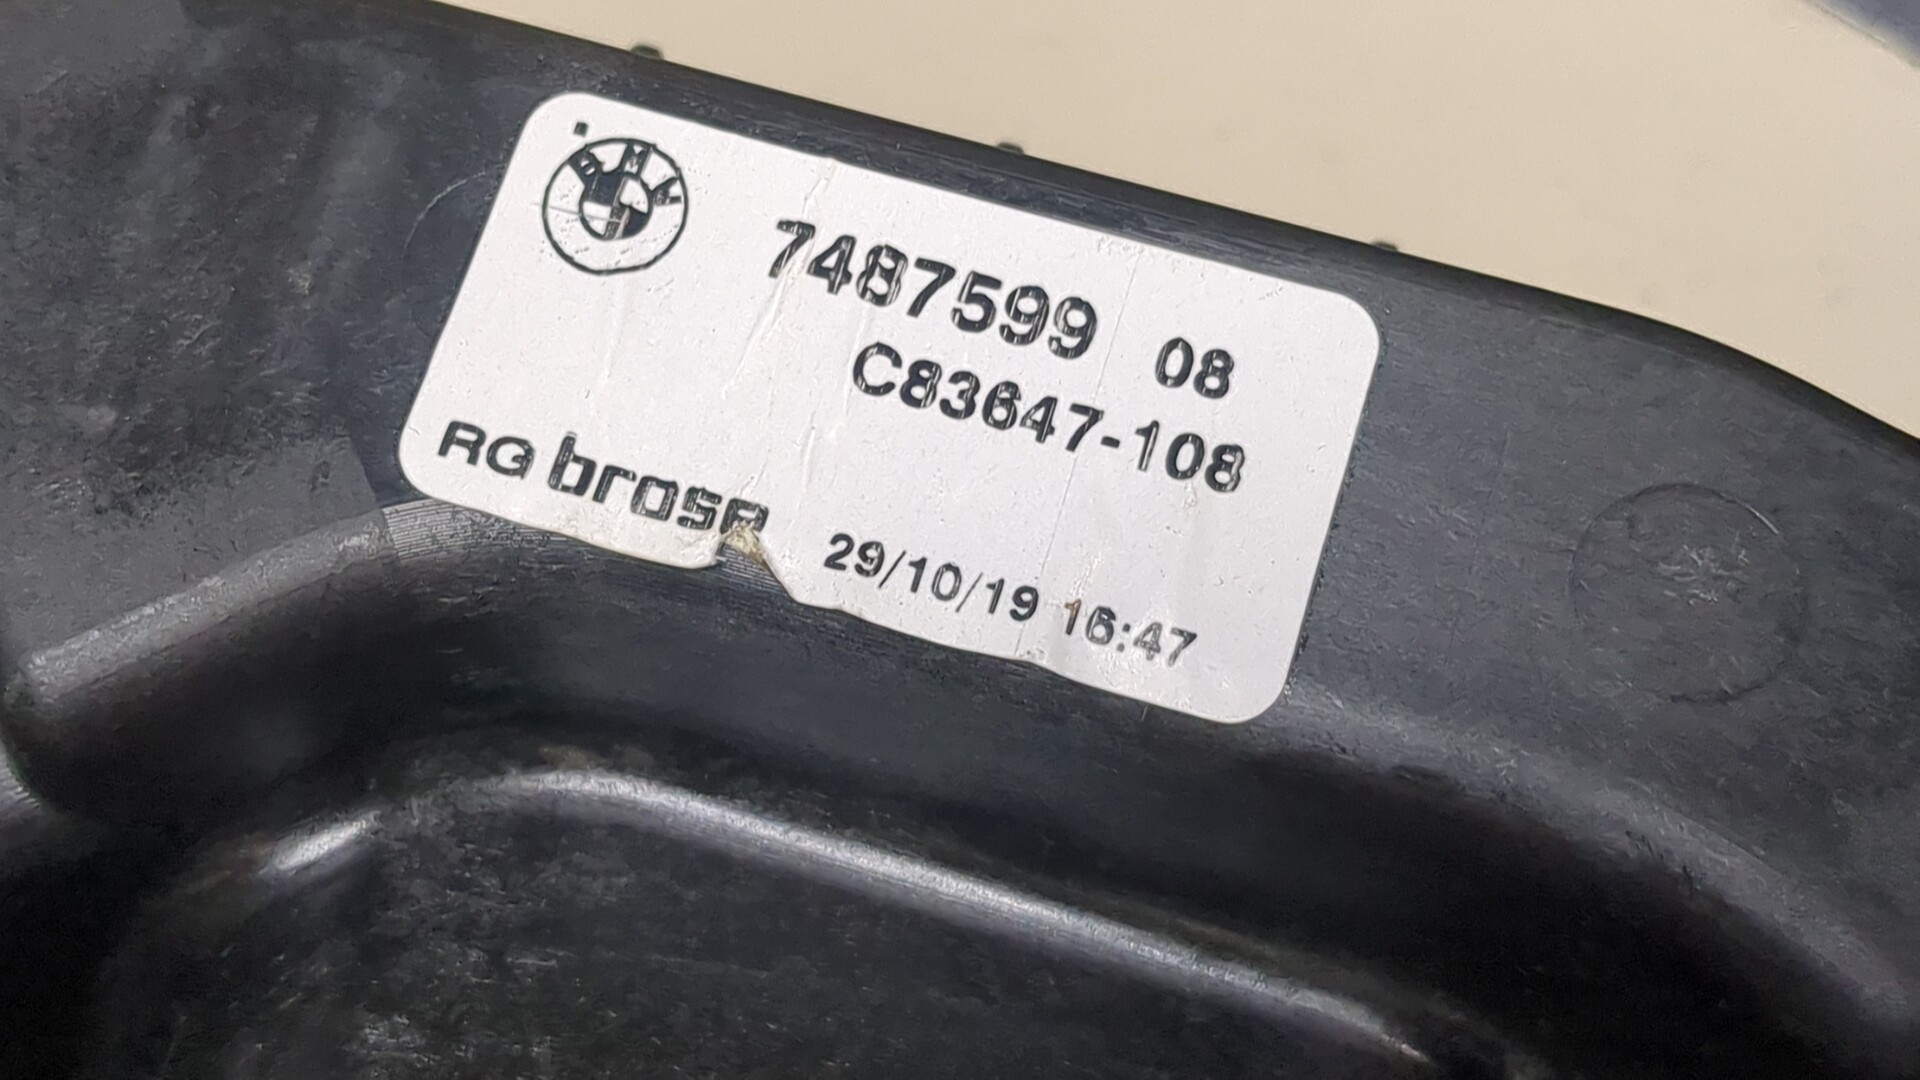 BMW
7487599 08
C83647-108
RG brose
29/10/19 16:47